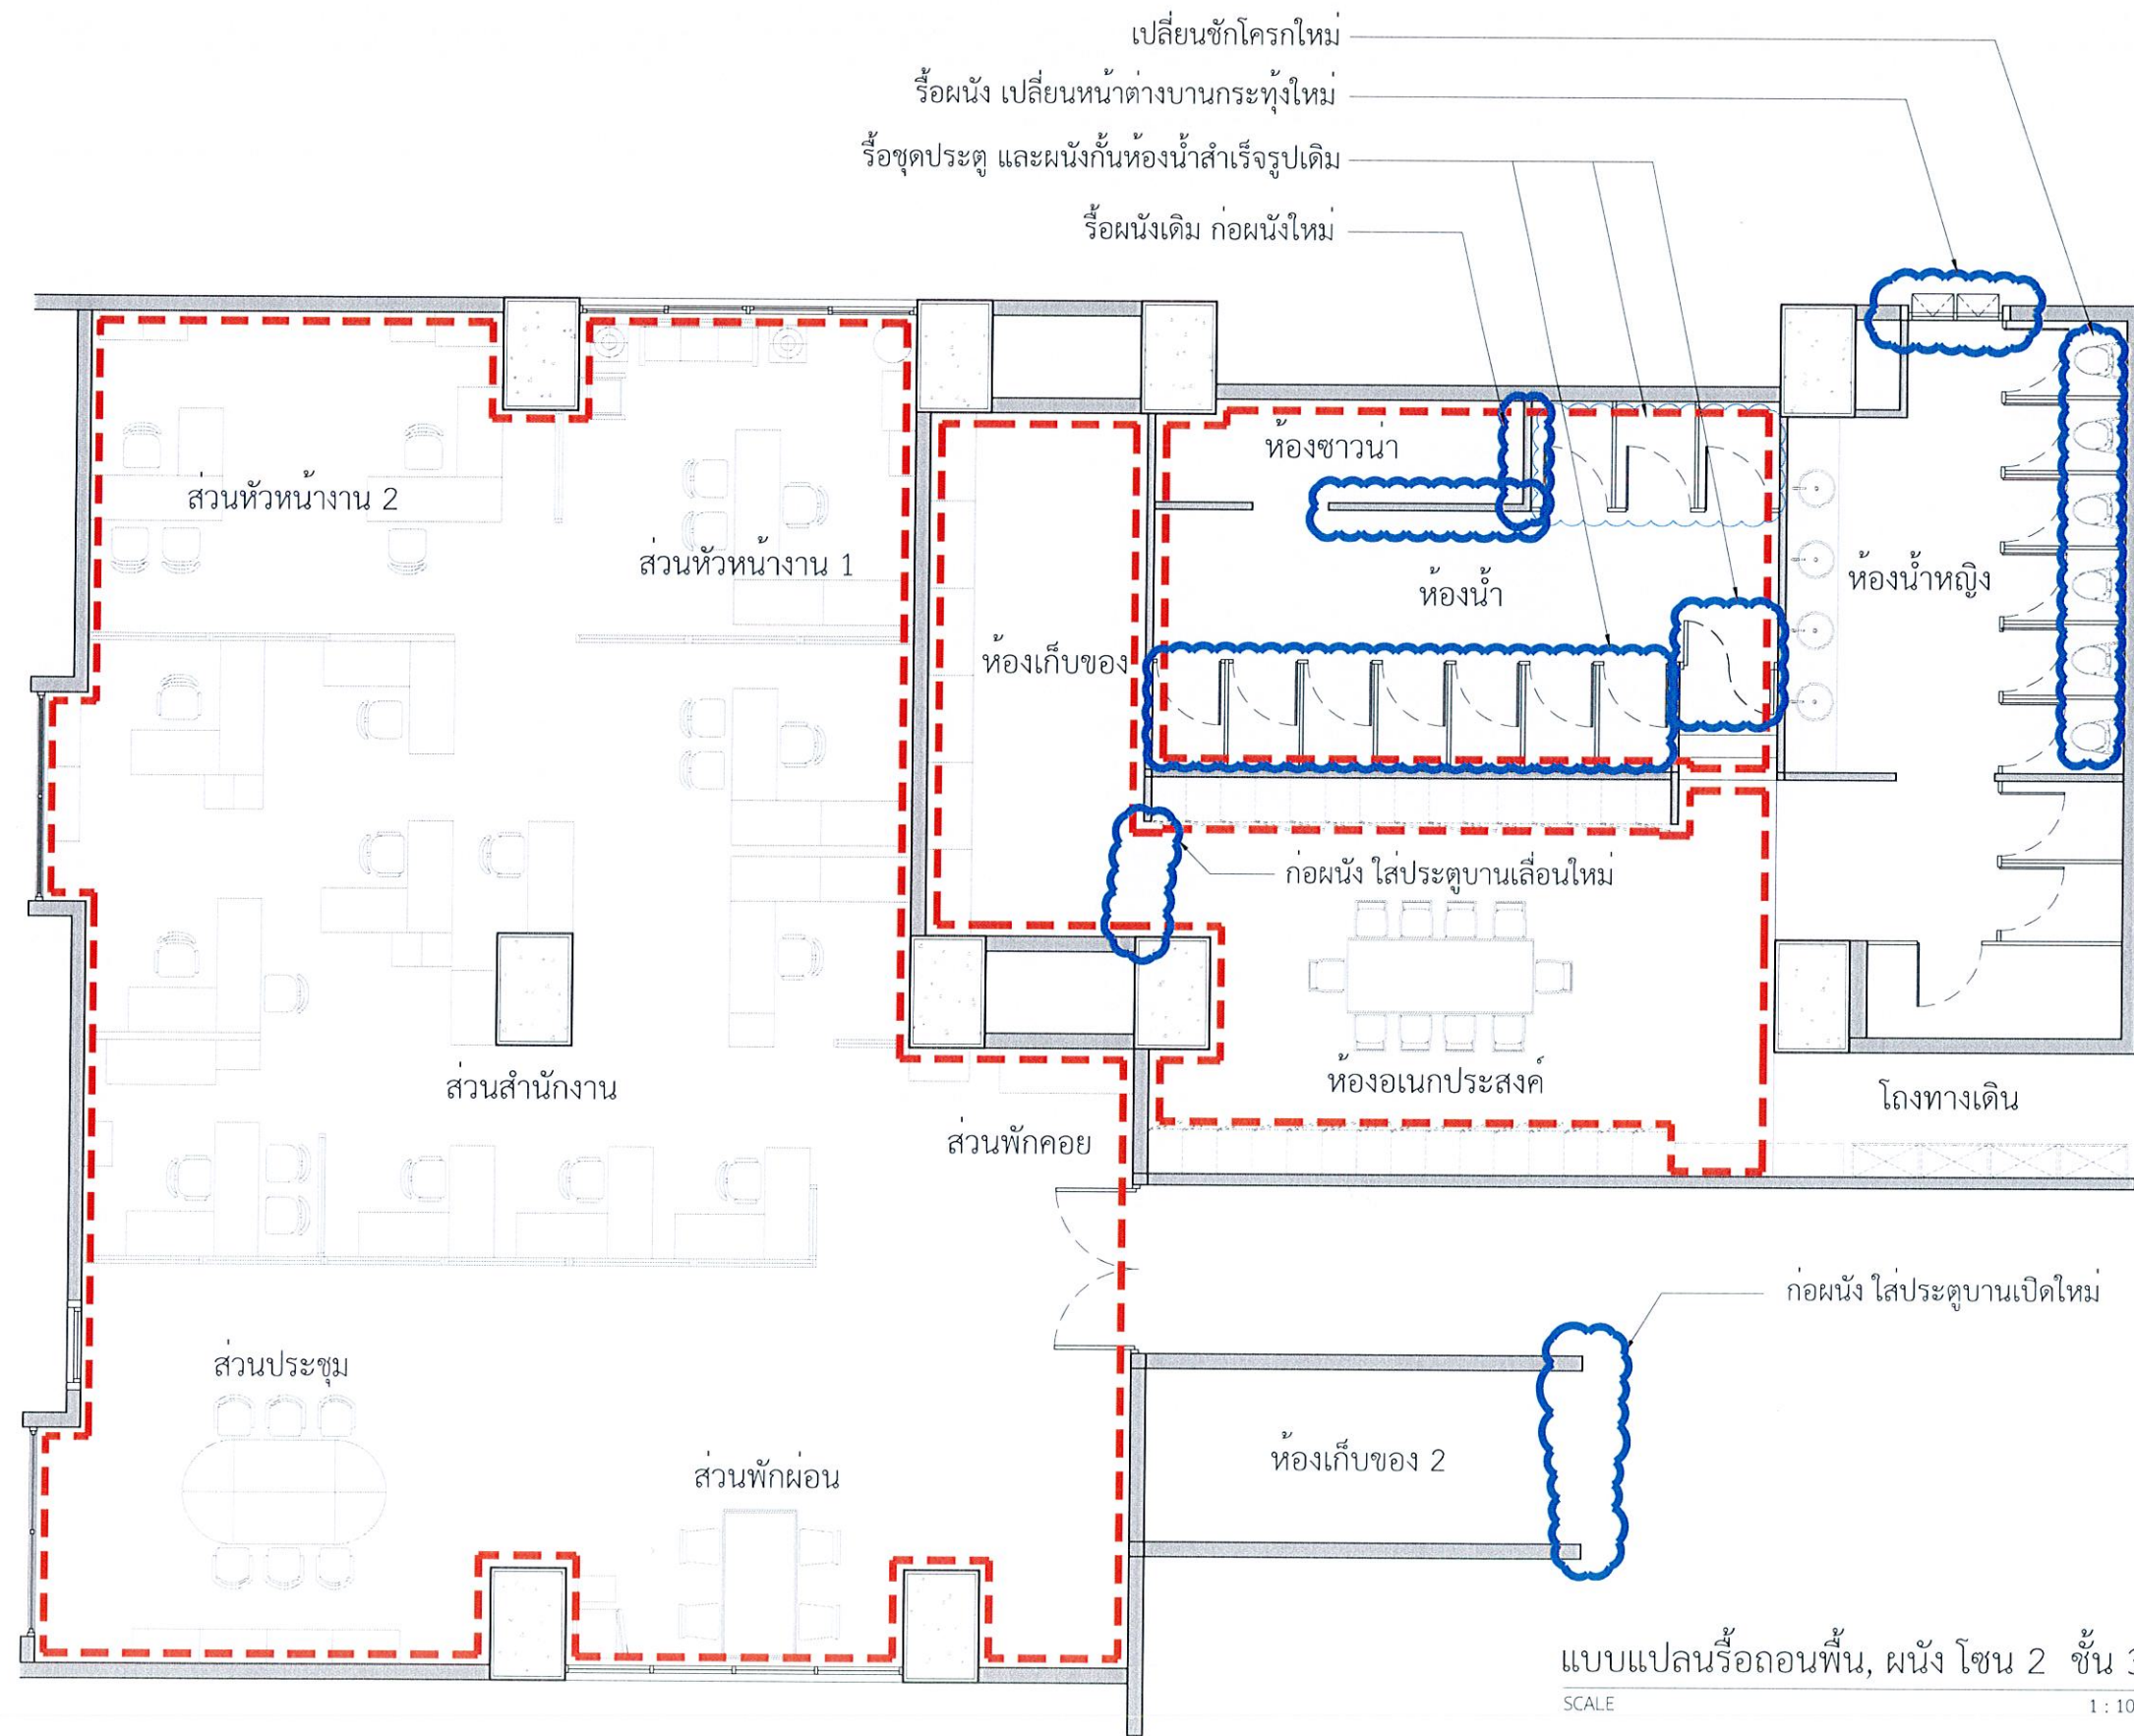 เปลี่ยนชักโครกใหม่
รื้อผนัง เปลี่ยนหน้าต่างบานกระทุ้งใหม่
รื้อชุดประตู และผนังกั้นห้องน้ำสำเร็จรูปเดิม
รื้อผนังเดิม ก่อผนังใหม่
ห้องซาวน่า
ส่วนหัวหน้างาน 2
ส่วนหัวหน้างาน 1
ห้องน้ำ
ห้องน้ำหญิง
ห้องเก็บของ
ก่อผนัง ใส่ประตูบานเลื่อนใหม่
ส่วนสำนักงาน
ห้องอเนกประสงค์
โถงทางเดิน
ส่วนพักคอย
ก่อผนัง ใส่ประตูบานเปิดใหม่
ส่วนประชุม
ส่วนพักผ่อน
ห้องเก็บของ 2
แบบแปลนรื้อถอนพื้น, ผนัง โซน 2 ชั้น 3
SCALE 1 : 10